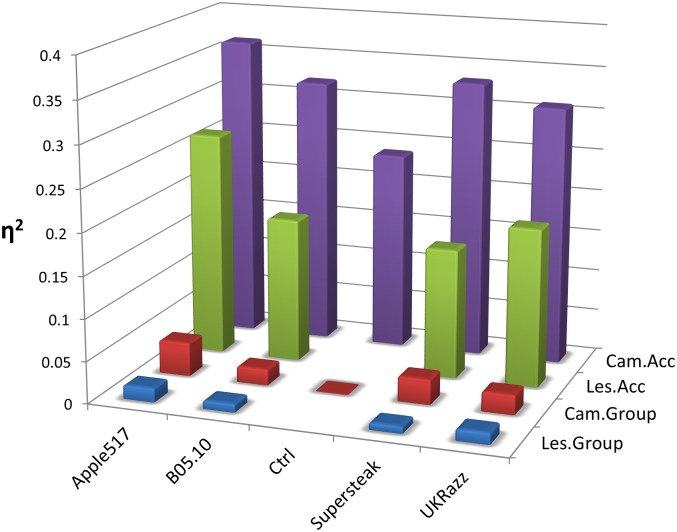 0.4
0.35
0.3
0.25
0.2
0.15
0.1
0.05
0
η²
Apple517
B05.10
Ctrl
Supersteak
UKRazz
Cam.Acc
Les.Acc
Cam.Group
Les.Group